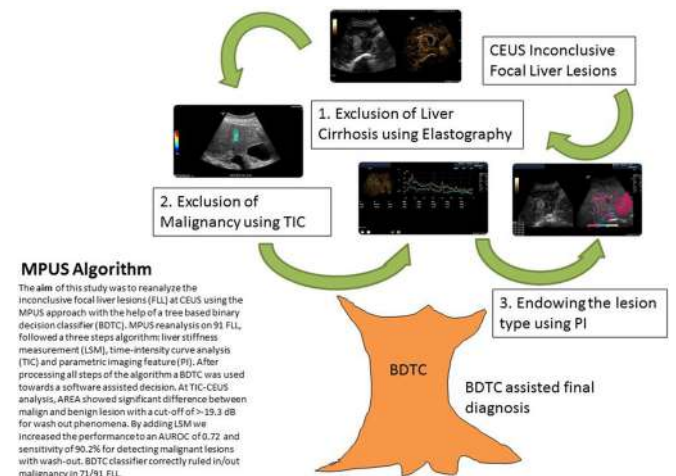 CEUS Inconclusive
Focal Liver Lesions
1. Exclusion of Liver
Cirrhosis using Elastography
2. Exclusion of
Malignancy using TIC
3. Endowing the lesion
type using PI
MPUS Algorithm
The aim of this study was to reanalyze the
inconclusive focal liver lesions (FLL) at CEUS using the
MPUS approach with the help of a tree based binary
decision classifier (BDTC). MPUS reanalysis on 91 FLL,
followed a three steps algorithm: liver stiffness
measurement (LSM), time-intensity curve analysis
(TIC) and parametric imaging feature (PI). After
processing all steps of the algorithm a BDTC was used
towards a software assisted decision. At TIC-CEUS
analysis, AREA showed significant difference between
malign and benign lesion with a cut-off of >-19.3 dB
for wash out phenomena. By adding LSM we
increased the performance to an AUROC of 0.72 and
sensitivity of 90.2% for detecting malignant lesions
with wash-out. BDTC classifier correctly ruled in/out
malignancy in 71/91 FLL.
BDTC
BDTC assisted final
diagnosis